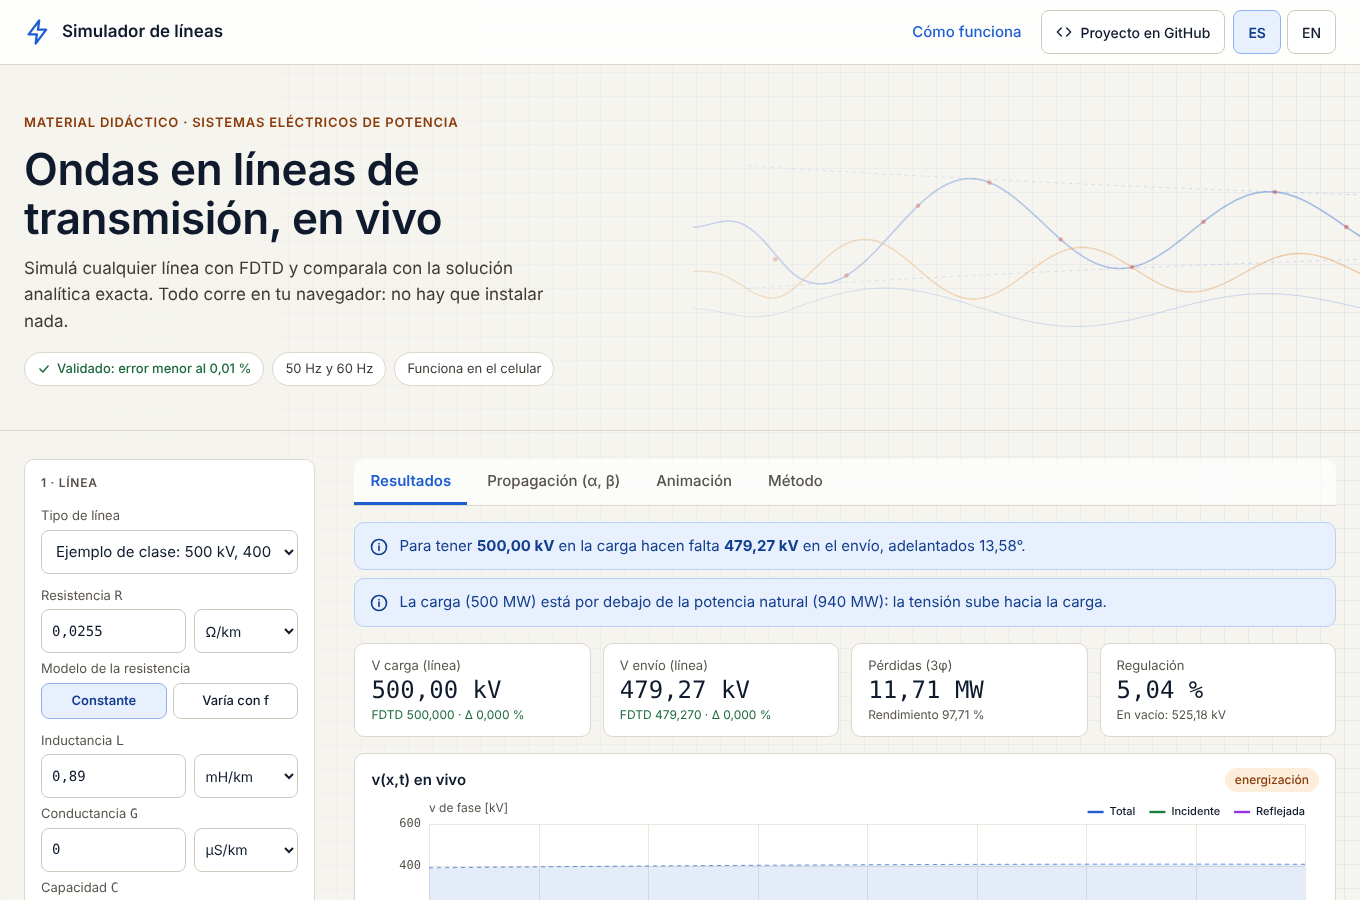 Simulador de líneas
Cómo funciona
Proyecto en GitHub
ES
EN
MATERIAL DIDÁCTICO · SISTEMAS ELÉCTRICOS DE POTENCIA
Ondas en líneas de
transmisión, en vivo
Simulá cualquier línea con FDTD y comparala con la solución
analítica exacta. Todo corre en tu navegador: no hay que instalar
nada.
Validado: error menor al 0,01 %
50 Hz y 60 Hz
Funciona en el celular
1 · LÍNEA
Tipo de línea
Ejemplo de clase: 500 kV, 400
Resistencia R
0,0255
Ω/km
Modelo de la resistencia
Constante
Varía con f
Inductancia L
0,89
mH/km
Conductancia G
0
µS/km
Capacidad C
Resultados
Propagación (α, β)
Animación
Método
Para tener 500,00 kV en la carga hacen falta 479,27 kV en el envío, adelantados 13,58°.
La carga (500 MW) está por debajo de la potencia natural (940 MW): la tensión sube hacia la carga.
V carga (línea)
500,00 kV
FDTD 500,000 · Δ 0,000 %
V envío (línea)
479,27 kV
FDTD 479,270 · Δ 0,000 %
Pérdidas (3φ)
11,71 MW
Rendimiento 97,71 %
Regulación
5,04 %
En vacío: 525,18 kV
v(x,t) en vivo
energización
v de fase [kV]
Total
Incidente
Reflejada
600
400